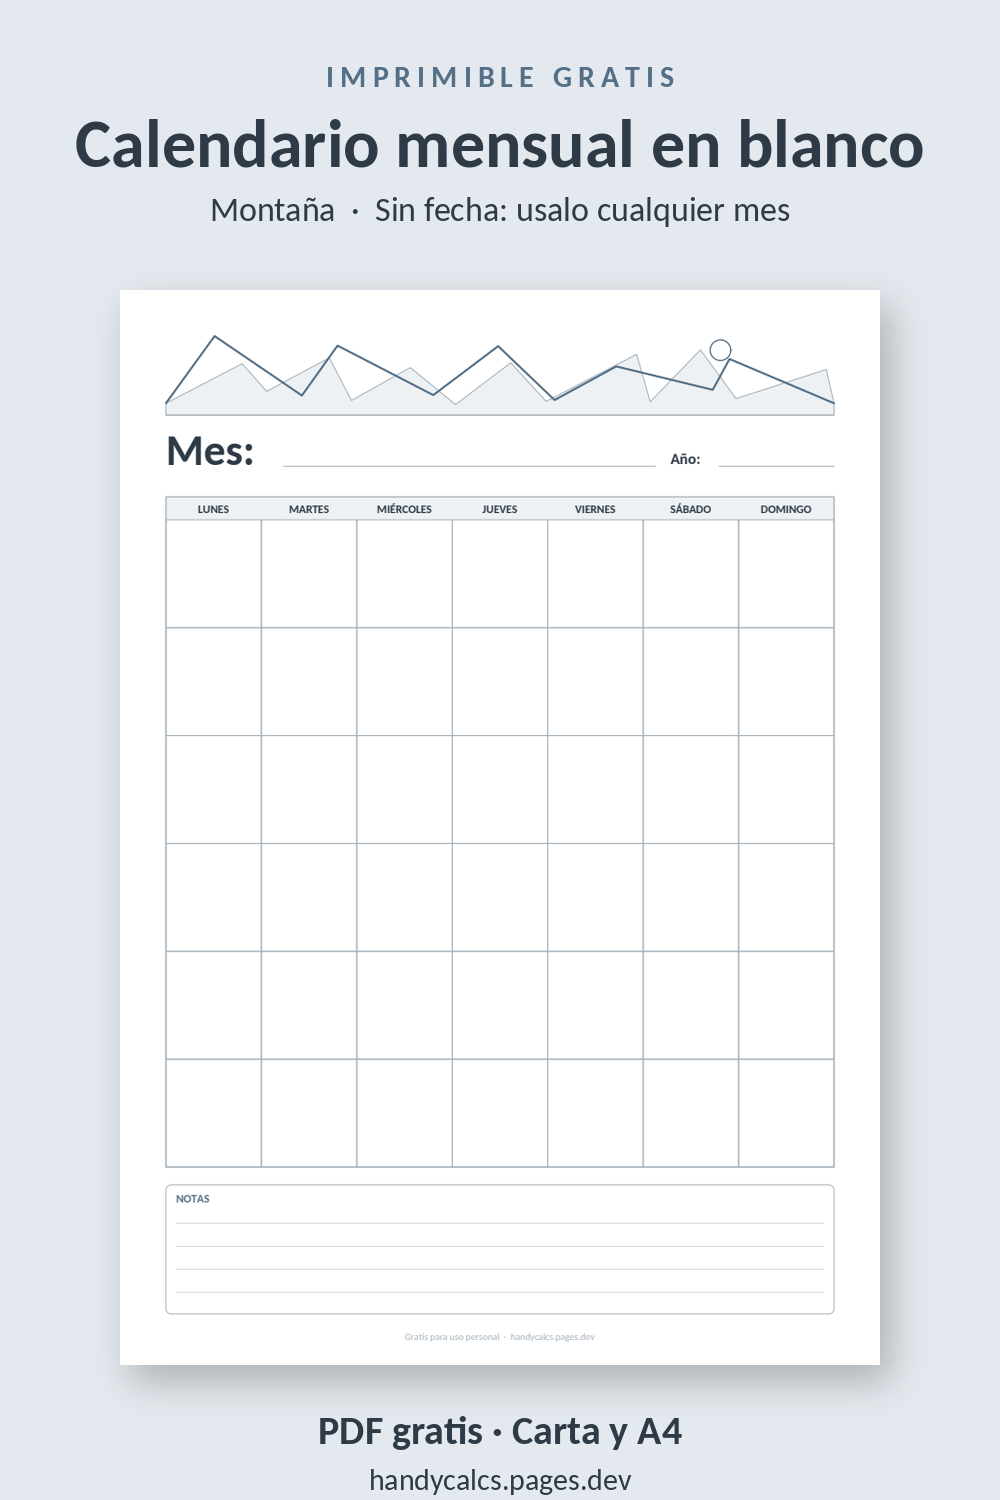 IMPRIMIBLE GRATIS
Calendario mensual en blanco
Montaña · Sin fecha: usalo cualquier mes
Mes: Año:
LUNES MARTES MIÉRCOLES JUEVES VIERNES SÁBADO DOMINGO
NOTAS
Gratis para uso personal · handycalcs.pages.dev
PDF gratis · Carta y A4
handycalcs.pages.dev